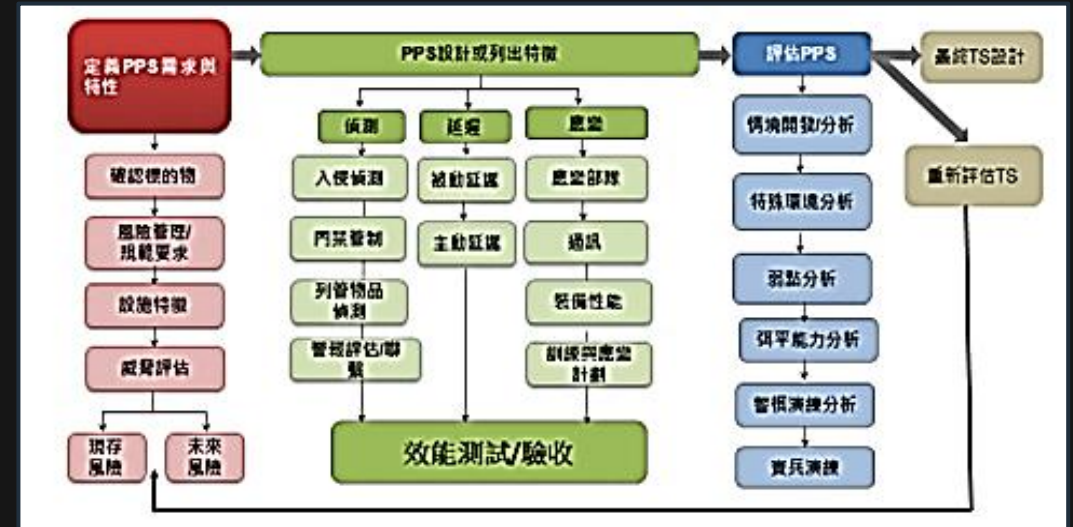 定義PPS需求與
特性
PPS設計或列出特徵
評估PPS
最終TS設計
重新評估TS
確認標的物
風險管理/
規範要求
設施特徵
威脅評估
現存
風險
未來
風險
偵測
延遲
應變
入侵偵測
門禁管制
列管物品
偵測
警報評估/聯
繫
被動延遲
主動延遲
應變部隊
通訊
裝備性能
訓練與應變
計劃
效能測試/驗收
情境開發/分析
特殊環境分析
弱點分析
弭平能力分析
分析
實兵演練